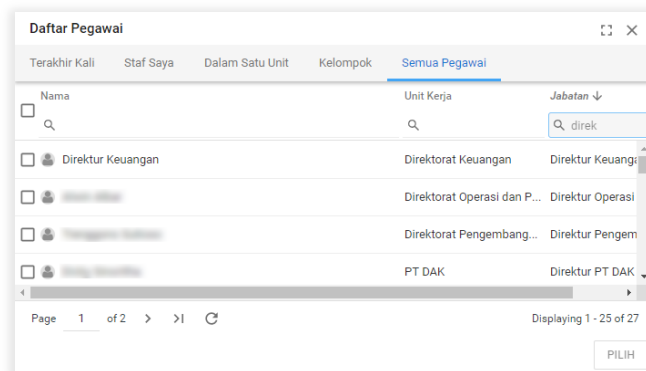 Daftar Pegawai
Terakhir Kali Staf Saya Dalam Satu Unit Kelompok Semua Pegawai
Nama Unit Kerja Jabatan
direk
Direktur Keuangan Direktorat Keuangan Direktur Keuanga
Direktorat Operasi dan P... Direktur Operasi
Direktorat Pengembang... Direktur Pengem
PT DAK Direktur PT DAK
Page 1 of 2 Displaying 1 - 25 of 27
PILIH